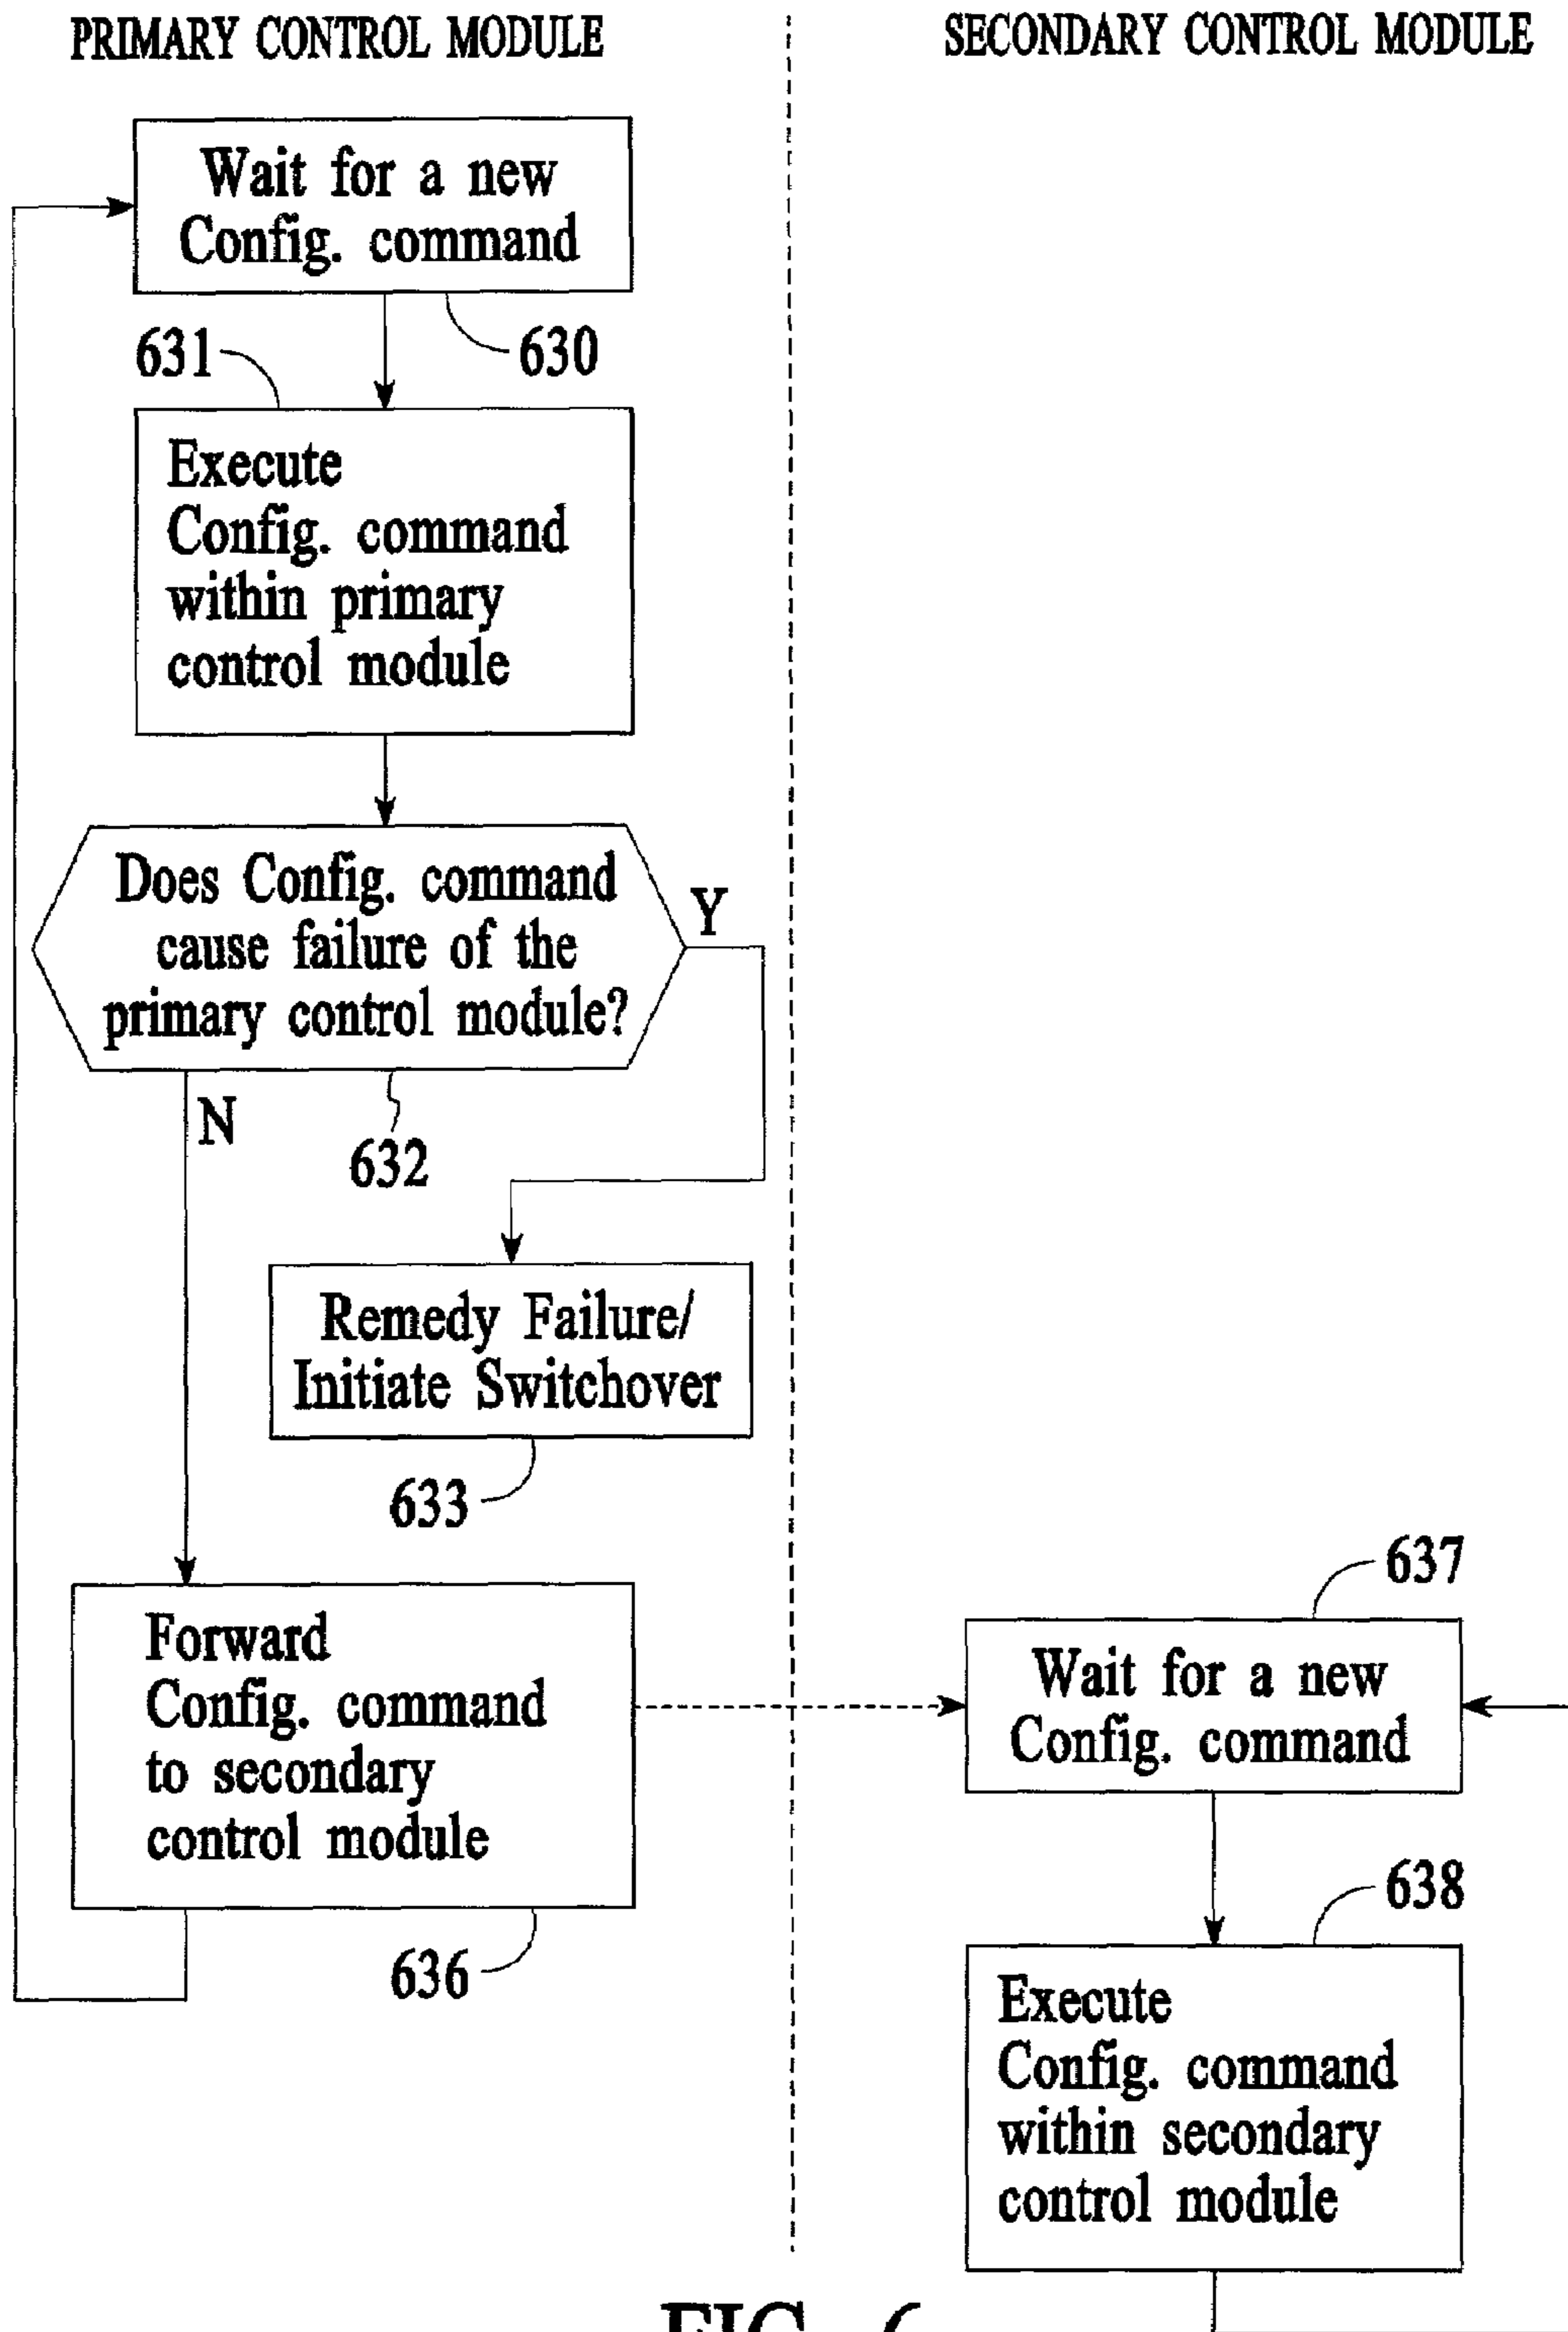 PRIMARY CONTROL MODULE
SECONDARY CONTROL MODULE
Wait for a new
Config. command
631
630
Execute
Config. command
within primary
control module
Does Config. command
cause failure of the
primary control module?
Y
N
632
Remedy Failure/
Initiate Switchover
633
637
Forward
Config. command
to secondary
control module
636
Wait for a new
Config. command
638
Execute
Config. command
within secondary
control module
FIG. 6